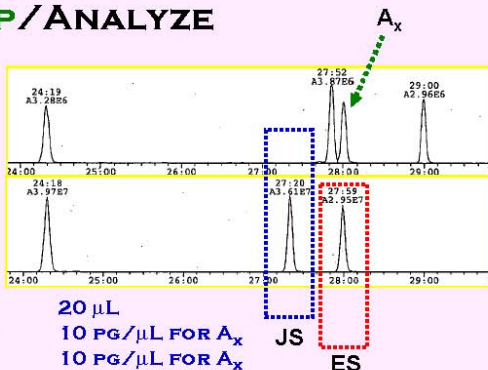 P/ANALYZE
Ax
24:19
A3.28E6
27:52
A3.87E6
29:00
A2.96E6
24:00 25:00 26:00 27:00 28:00 29:00
24:18
A3.97E7
27:20
A3.61E7
27:59
A2.95E7
24:00 25:00 26:00 27:00 28:00 29:00
20 µL
10 PG/µL FOR Ax
10 PG/µL FOR Ax
JS
ES